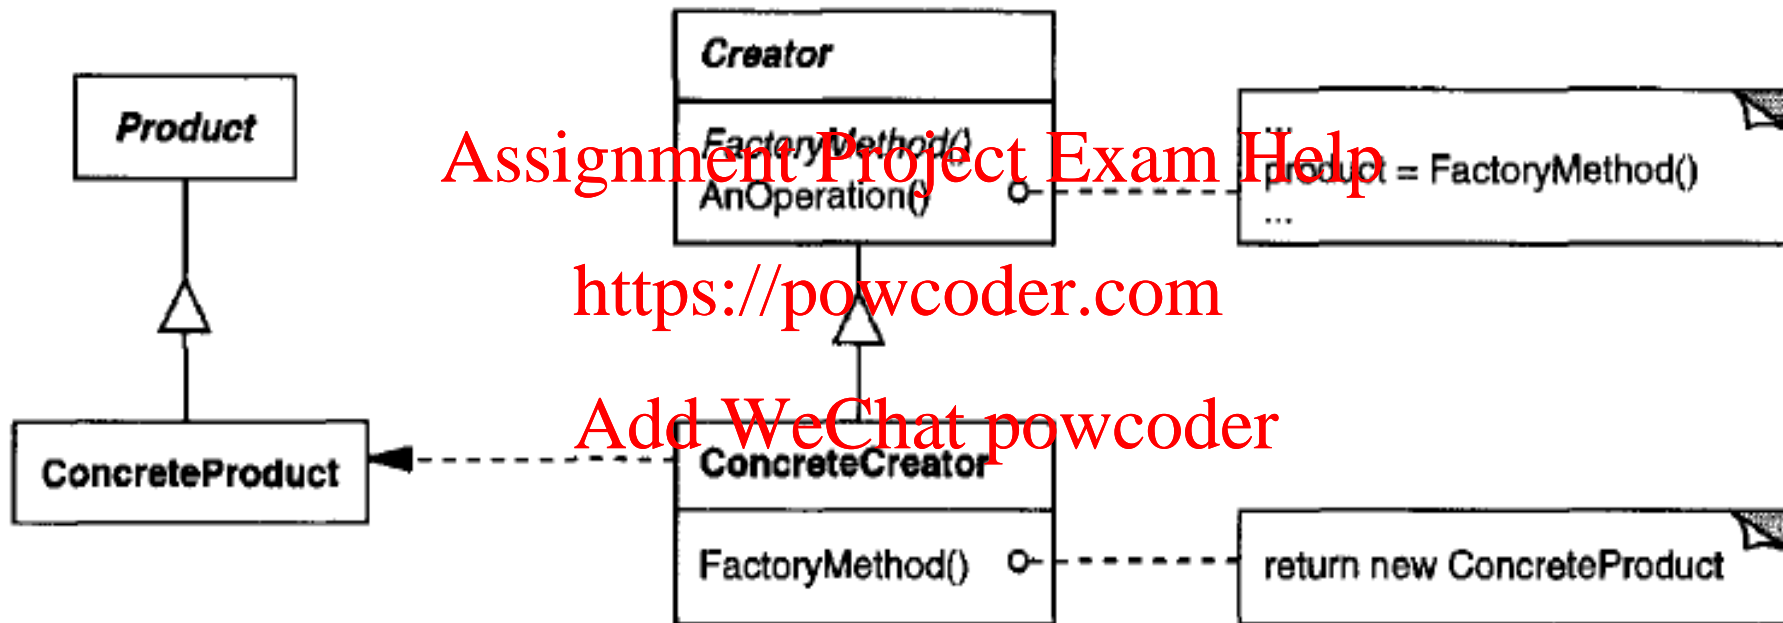 Creator
Product
FactoryMethod()
AnOperation()
...
product = FactoryMethod()
...
Assignment Project Exam Help
https://powcoder.com
Add WeChat powcoder
ConcreteProduct
ConcreteCreator
FactoryMethod()
return new ConcreteProduct